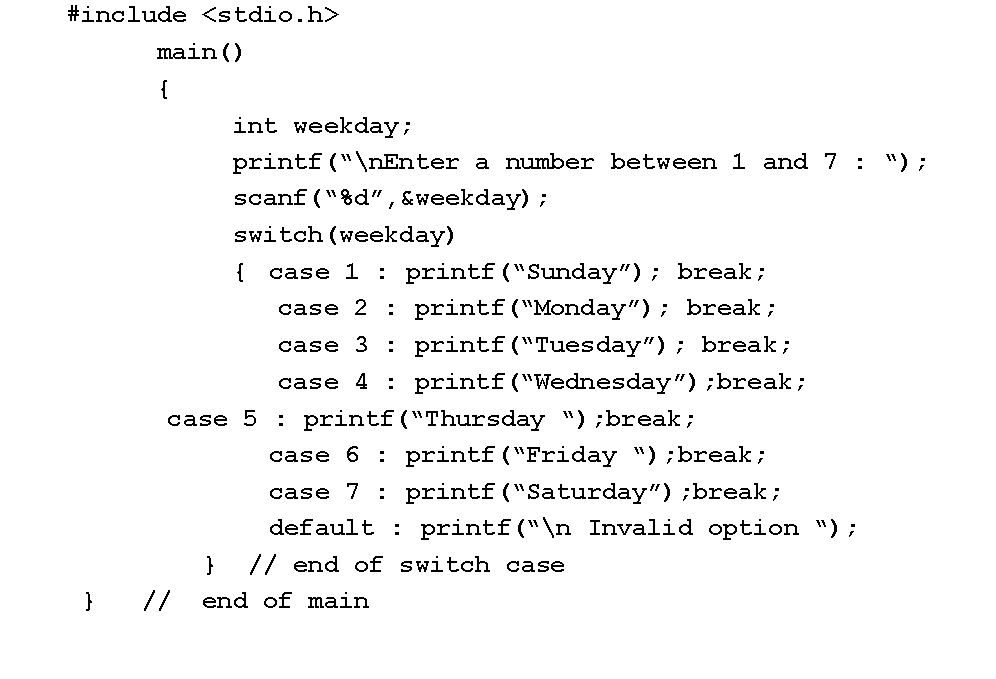 #include <stdio.h>
main()
{
int weekday;
printf(“\nEnter a number between 1 and 7 : “);
scanf(“%d”,&weekday);
switch(weekday)
{ case 1 : printf(“Sunday”); break;
case 2 : printf(“Monday”); break;
case 3 : printf(“Tuesday”); break;
case 4 : printf(“Wednesday”);break;
case 5 : printf(“Thursday “);break;
case 6 : printf(“Friday “);break;
case 7 : printf(“Saturday”);break;
default : printf(“\n Invalid option “);
} // end of switch case
} // end of main